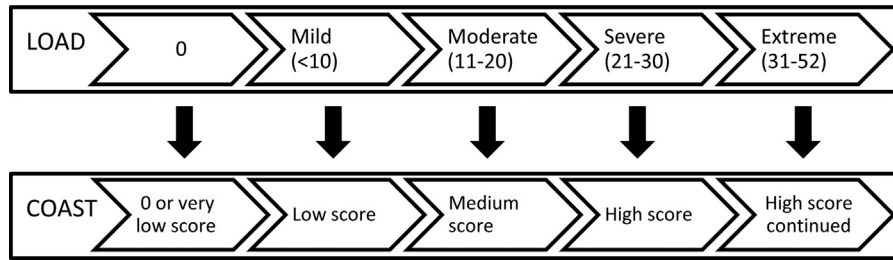 LOAD
0
Mild
(<10)
Moderate
(11-20)
Severe
(21-30)
Extreme
(31-52)
COAST
0 or very
low score
Low score
Medium
score
High score
High score
continued